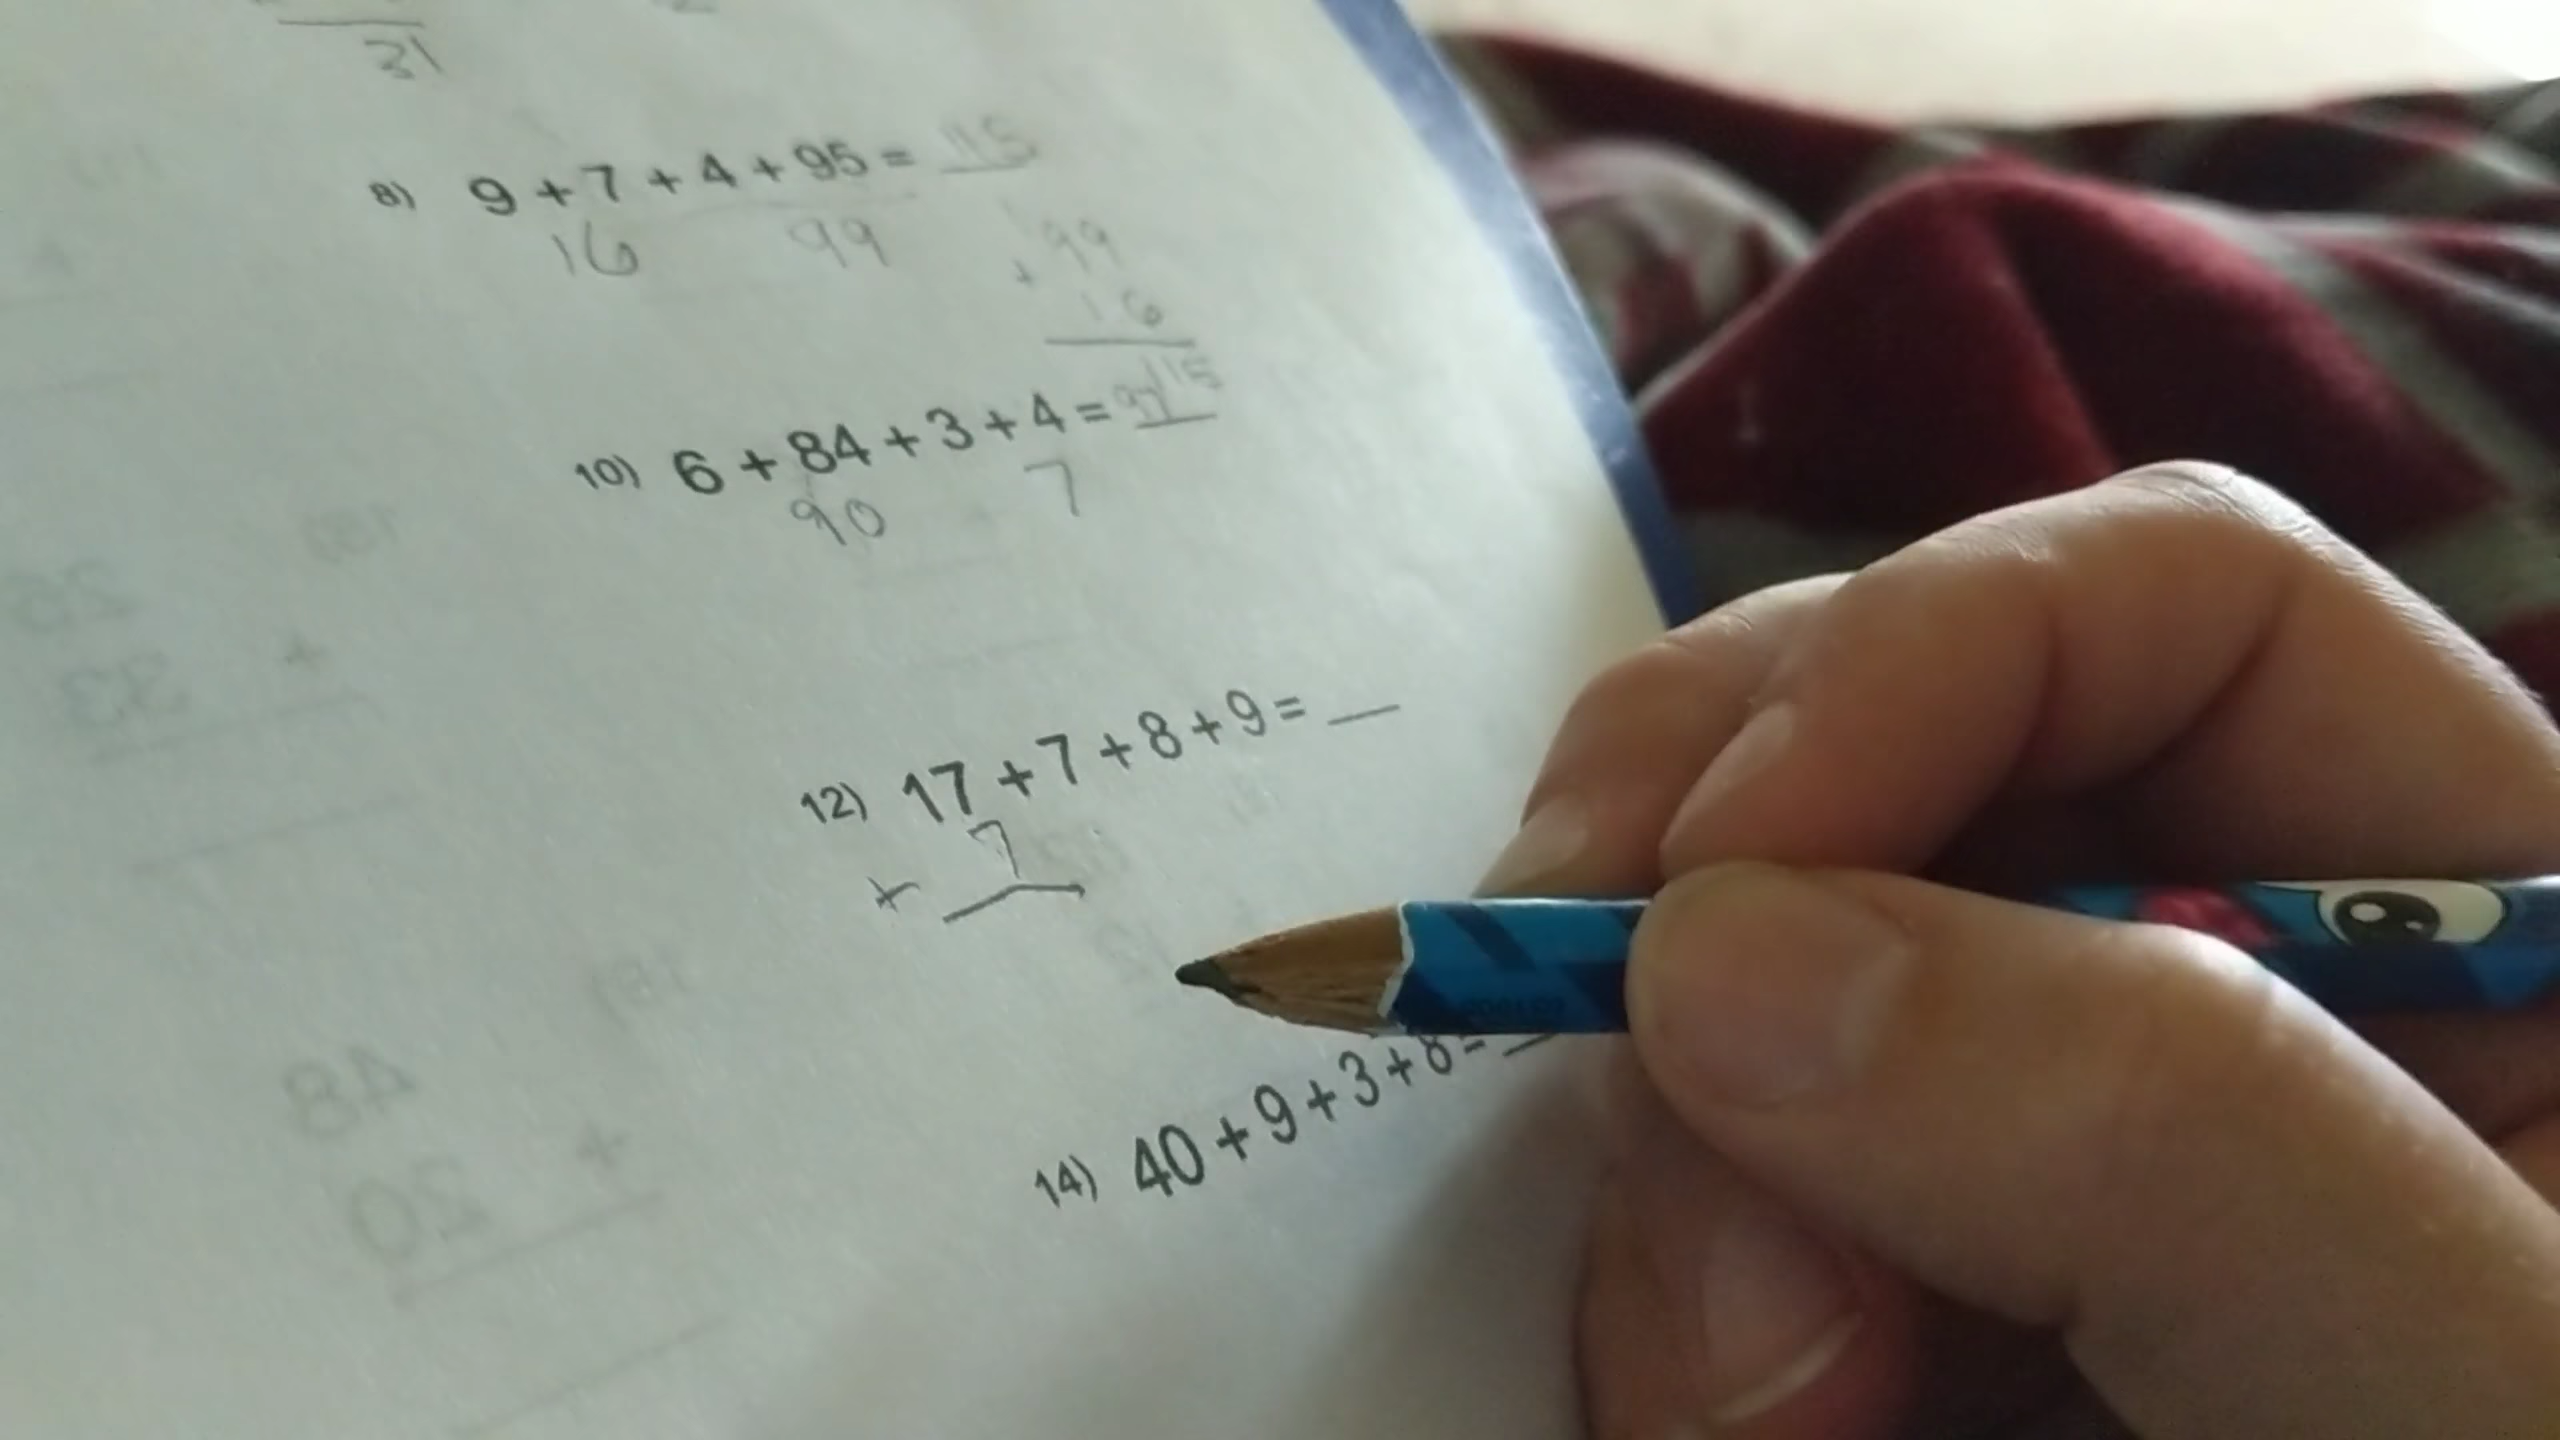 31
8) 9 + 7 + 4 + 95 = 115
16 99
99
+ 16
115
10) 6 + 84 + 3 + 4 = 97
90 7
12) 17 + 7 + 8 + 9 = __
+ 7
14) 40 + 9 + 3 + 8 = __